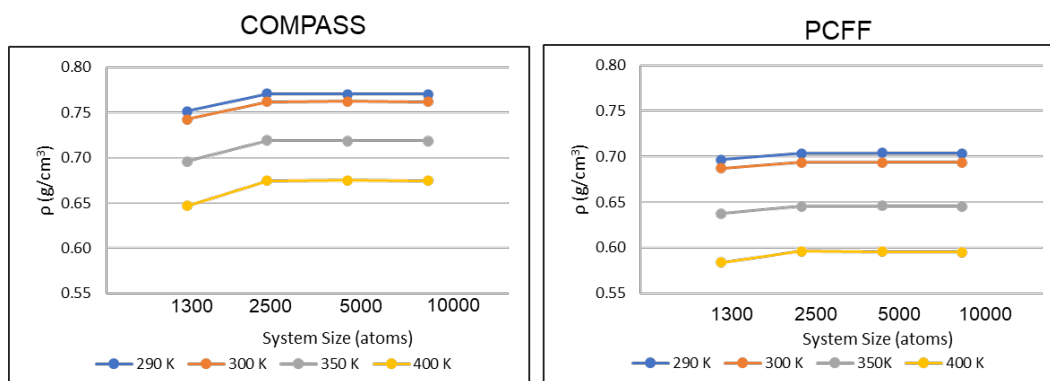 COMPASS
0.80
0.75
0.70
0.65
0.60
0.55
ρ (g/cm³)
1300 2500 5000 10000
System Size (atoms)
290 K 300 K 350 K 400 K
PCFF
0.80
0.75
0.70
0.65
0.60
0.55
ρ (g/cm³)
1300 2500 5000 10000
System Size (atoms)
290 K 300 K 350K 400 K